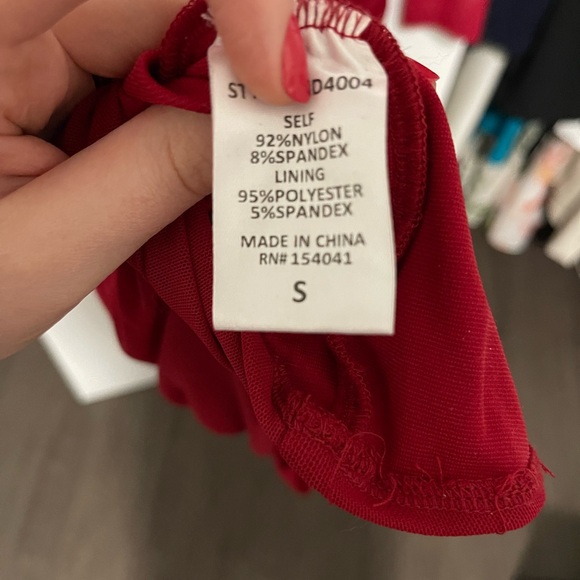 SELF
92%NYLON
8%SPANDEX
LINING
95%POLYESTER
5%SPANDEX
MADE IN CHINA
RN# 154041
S